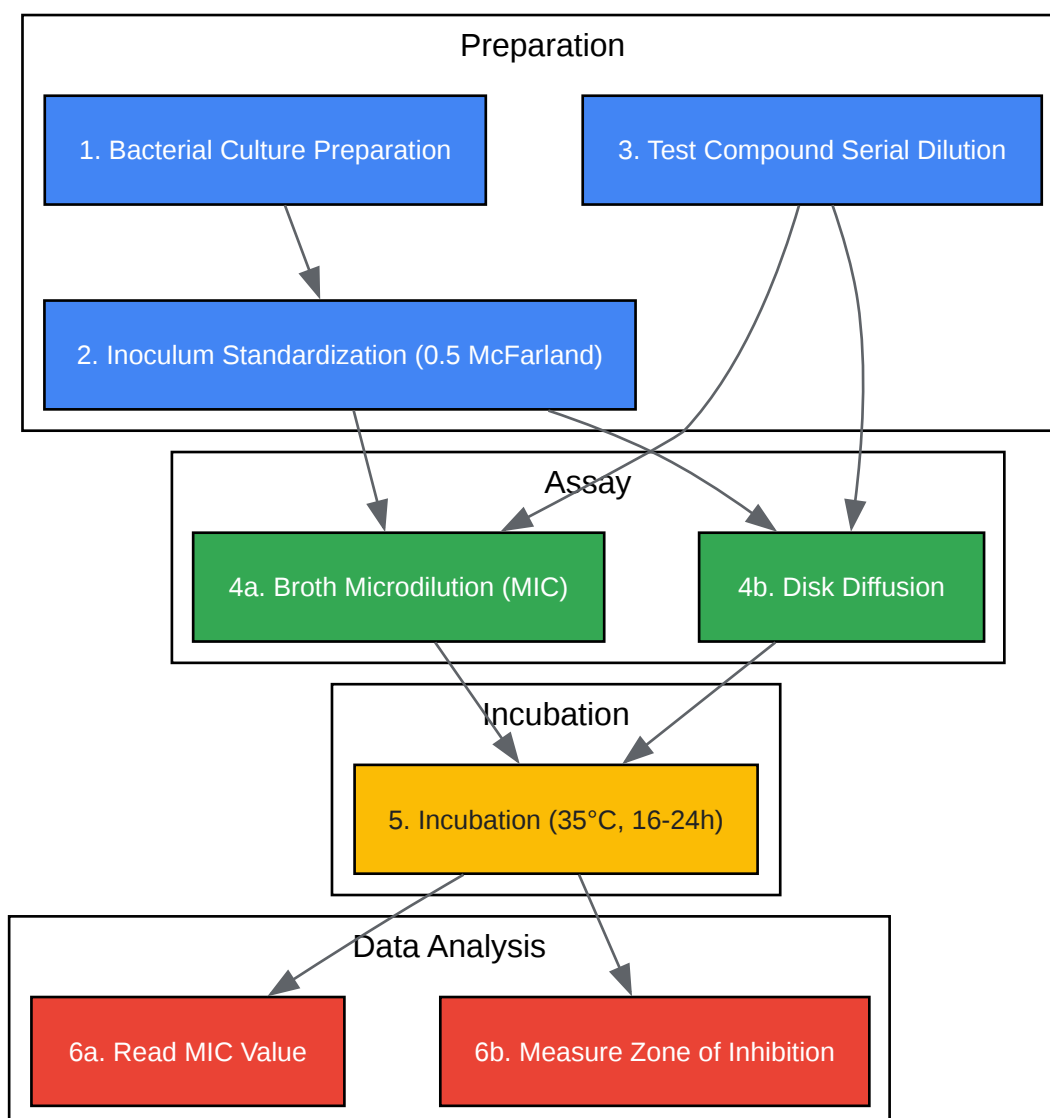 Preparation
1. Bacterial Culture Preparation
3. Test Compound Serial Dilution
2. Inoculum Standardization (0.5 McFarland)
Assay
4a. Broth Microdilution (MIC)
4b. Disk Diffusion
Incubation
5. Incubation (35°C, 16-24h)
Data Analysis
6a. Read MIC Value
6b. Measure Zone of Inhibition